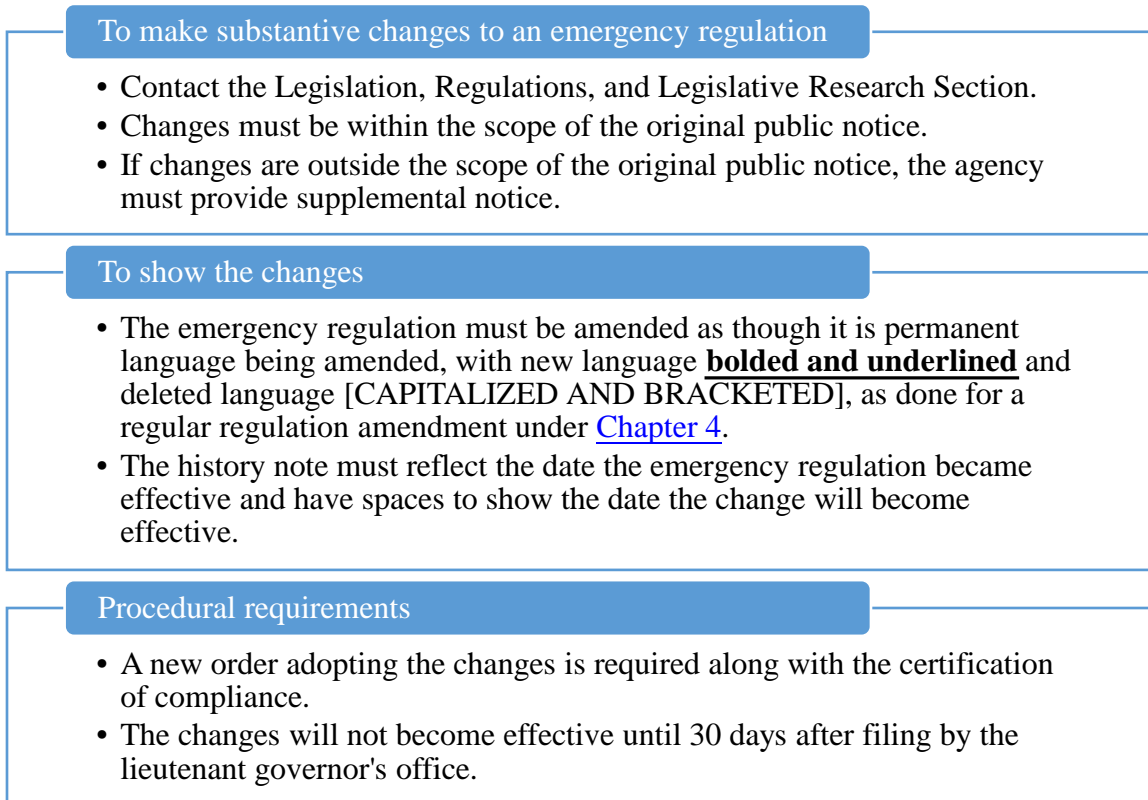 To make substantive changes to an emergency regulation
• Contact the Legislation, Regulations, and Legislative Research Section.
• Changes must be within the scope of the original public notice.
• If changes are outside the scope of the original public notice, the agency
must provide supplemental notice.
To show the changes
• The emergency regulation must be amended as though it is permanent
language being amended, with new language bolded and underlined and
deleted language [CAPITALIZED AND BRACKETED], as done for a
regular regulation amendment under Chapter 4.
• The history note must reflect the date the emergency regulation became
effective and have spaces to show the date the change will become
effective.
Procedural requirements
• A new order adopting the changes is required along with the certification
of compliance.
• The changes will not become effective until 30 days after filing by the
lieutenant governor's office.